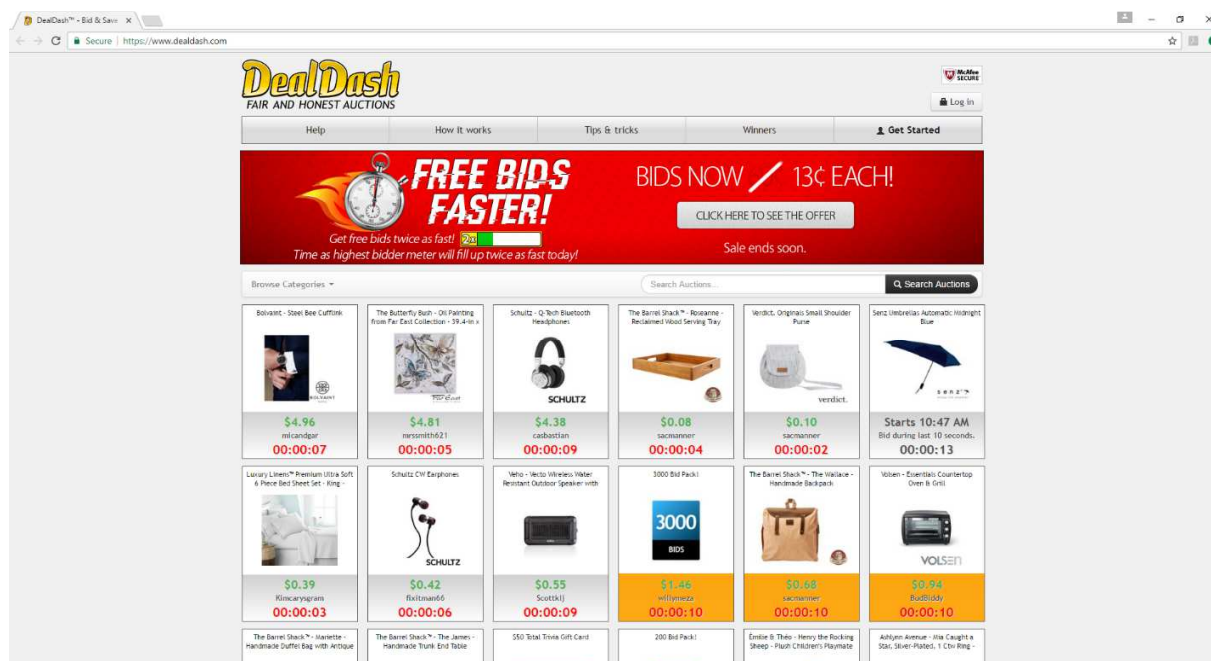 DealDash™ - Bid & Save
Secure | https://www.dealdash.com
DealDash
FAIR AND HONEST AUCTIONS
McAfee
SECURE
Log in
Help How it works Tips & tricks Winners Get Started
FREE BIDS
FASTER!
Get free bids twice as fast! 2x
Time as highest bidder meter will fill up twice as fast today!
BIDS NOW / 13¢ EACH!
CLICK HERE TO SEE THE OFFER
Sale ends soon.
Browse Categories
Search Auctions...
Search Auctions
Bolvaint - Steel Bee Cufflink
BOLVAINT
$4.96
micandgar
00:00:07
The Butterfly Bush - Oil Painting
from Far East Collection - 39.4-in x
Far East
$4.81
mrssmith621
00:00:05
Schultz - Q-Tech Bluetooth
Headphones
SCHULTZ
$4.38
casbastian
00:00:09
The Barrel Shack™ - Roseanne -
Reclaimed Wood Serving Tray
$0.08
sacmanner
00:00:04
Verdict. Originals Small Shoulder
Purse
verdict.
$0.10
sacmanner
00:00:02
Senz Umbrellas Automatic Midnight
Blue
senz°
Starts 10:47 AM
Bid during last 10 seconds.
00:00:13
Luxury Linens™ Premium Ultra Soft
6 Piece Bed Sheet Set - King -
$0.39
Kimcarysgram
00:00:03
Schultz CW Earphones
SCHULTZ
$0.42
fixitman66
00:00:06
Veho - Vecto Wireless Water
Resistant Outdoor Speaker with
$0.55
Scottklj
00:00:09
3000 Bid Pack!
3000
BIDS
$1.46
willymeza
00:00:10
The Barrel Shack™ - The Wallace -
Handmade Backpack
$0.68
sacmanner
00:00:10
Volsen - Essentials Countertop
Oven & Grill
VOLSEN
$0.94
BudBiddy
00:00:10
The Barrel Shack™ - Mariette -
Handmade Duffel Bag with Antique
The Barrel Shack™ - The James -
Handmade Trunk End Table
$50 Total Trivia Gift Card
200 Bid Pack!
Émilie & Théo - Henry the Rocking
Sheep - Plush Children's Playmate
Ashlynn Avenue - Mia Caught a
Star, Silver-Plated, 1 Ctw Ring -